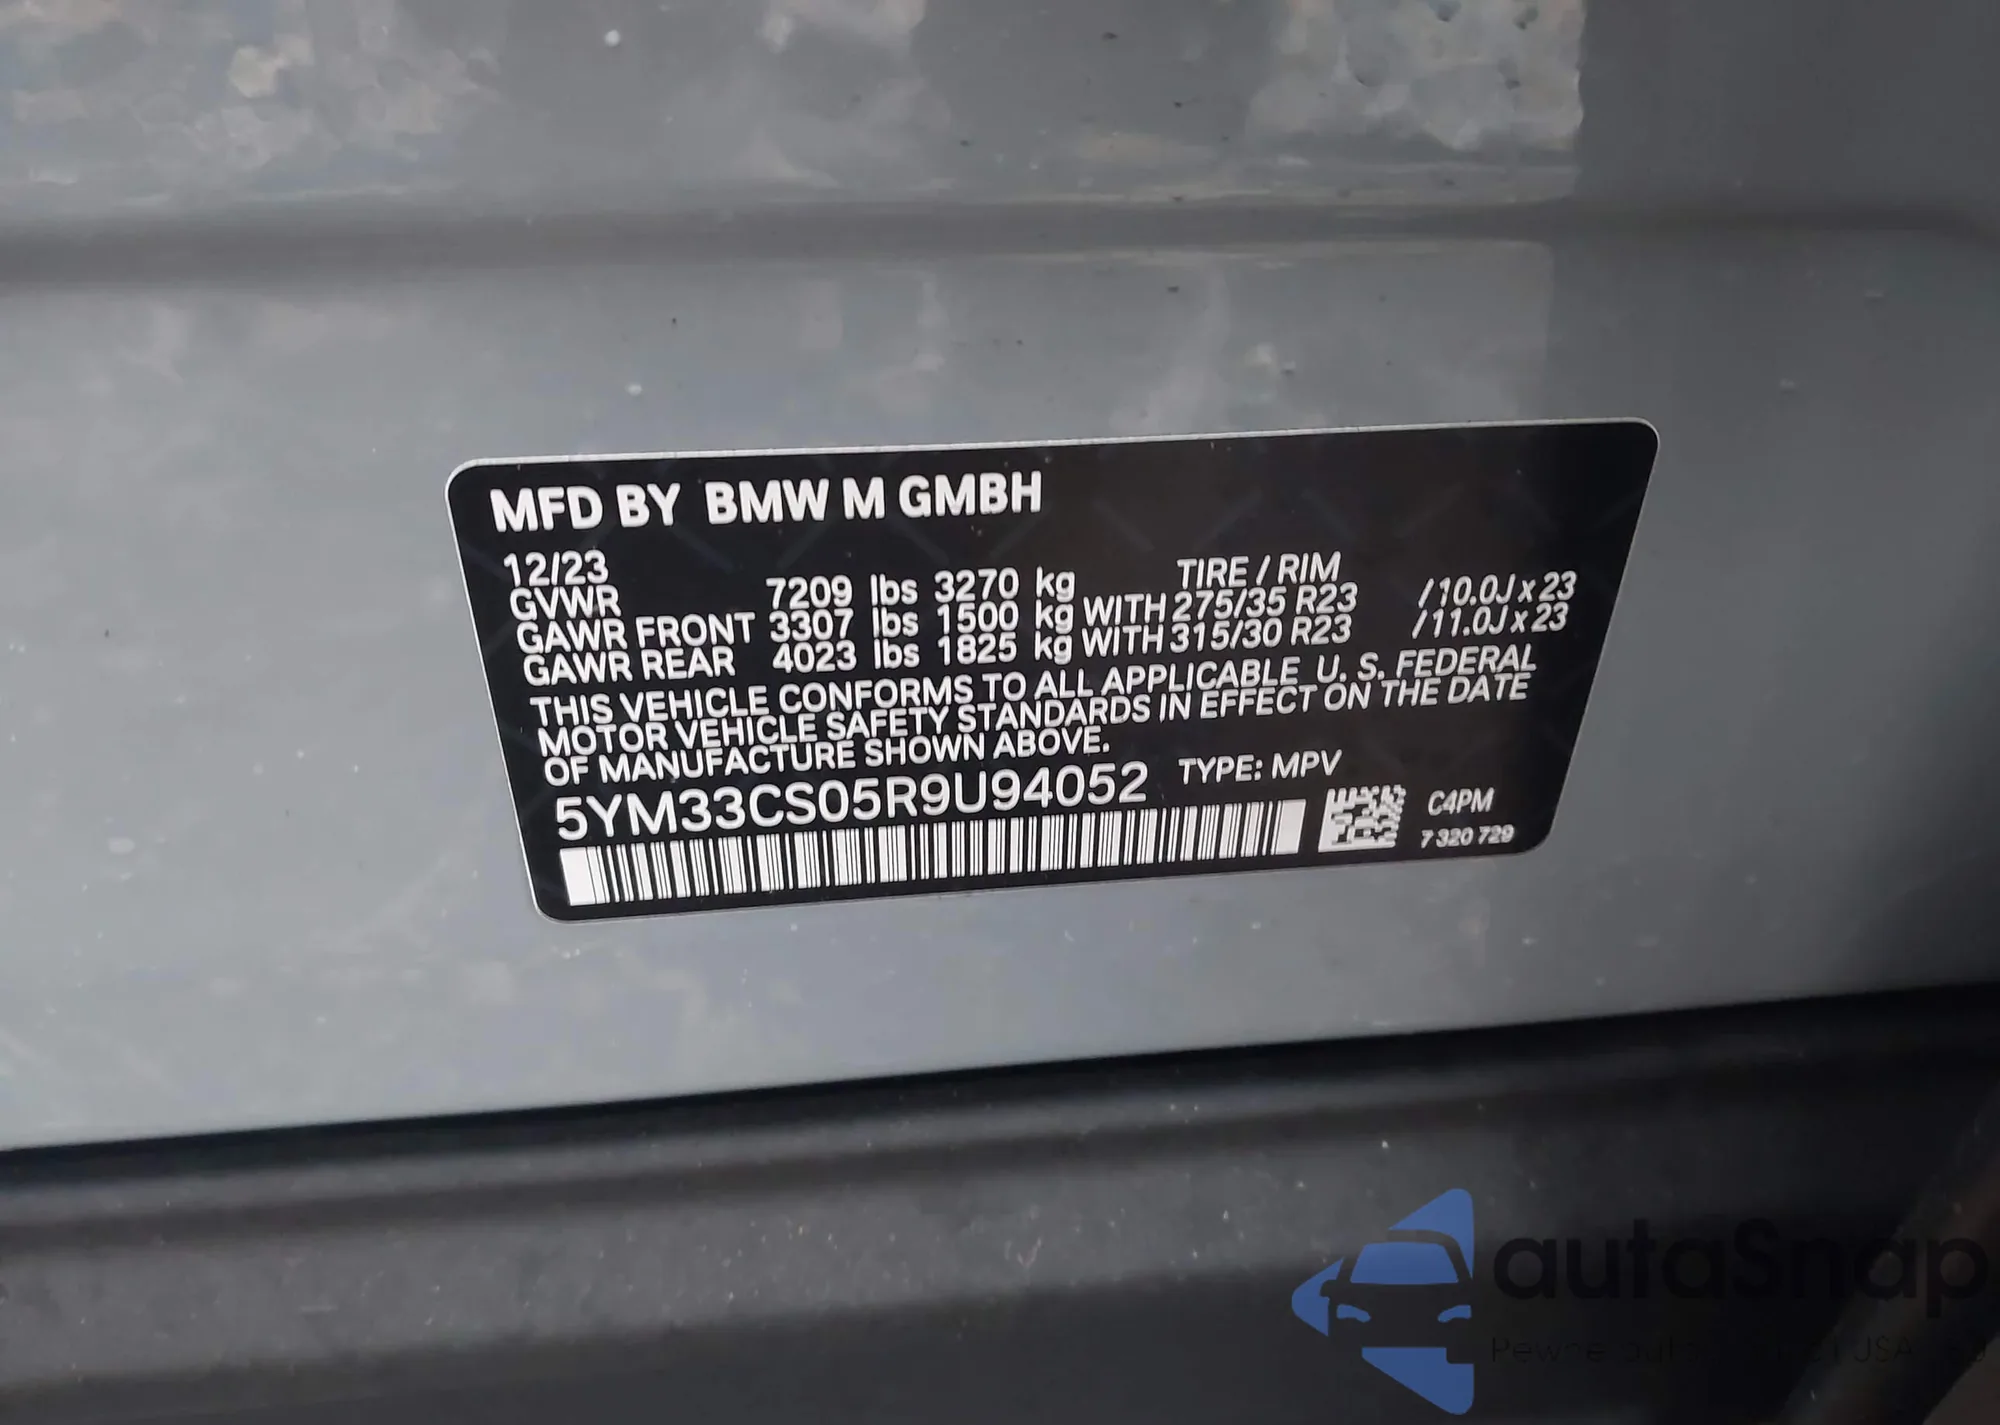 MFD BY BMW M GMBH
12/23 TIRE / RIM
GVWR 7209 lbs 3270 kg
GAWR FRONT 3307 lbs 1500 kg WITH 275/35 R23 /10.0J x 23
GAWR REAR 4023 lbs 1825 kg WITH 315/30 R23 /11.0J x 23
THIS VEHICLE CONFORMS TO ALL APPLICABLE U. S. FEDERAL
MOTOR VEHICLE SAFETY STANDARDS IN EFFECT ON THE DATE
OF MANUFACTURE SHOWN ABOVE.
5YM33CS05R9U94052 TYPE: MPV
C4PM
7 320 729
autaSnap